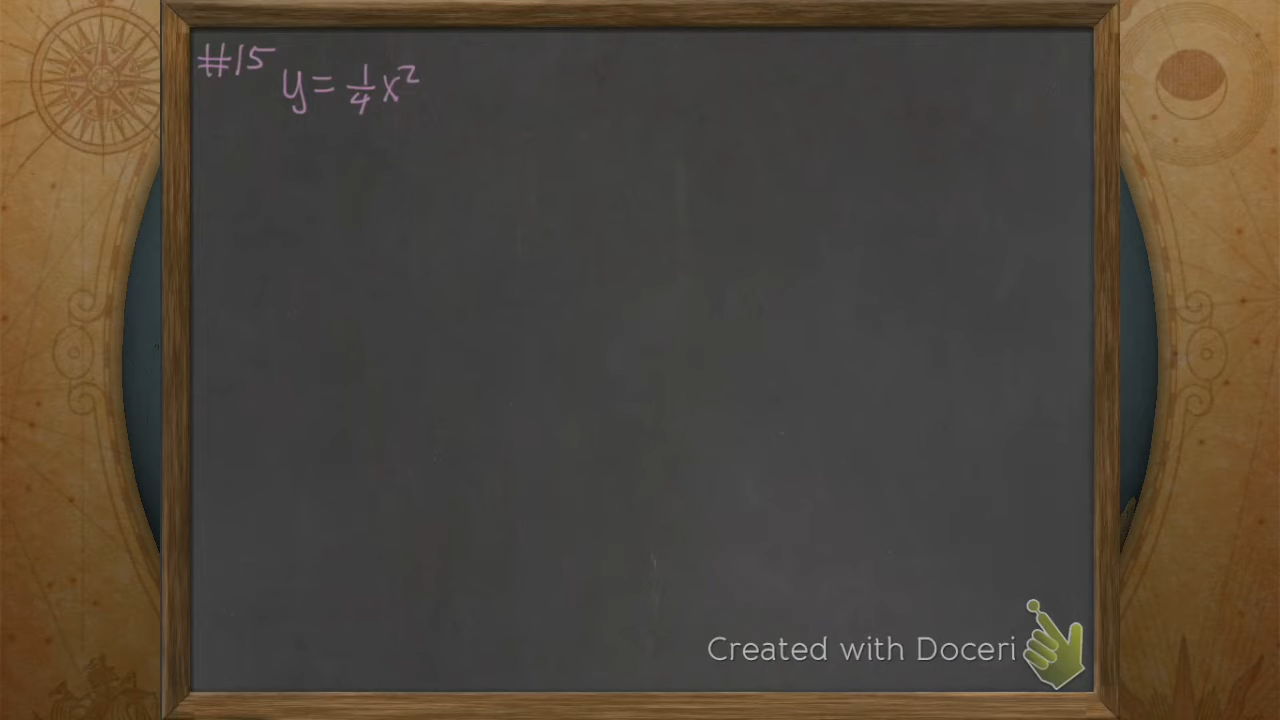 #15
y = 1/4 x²
Created with Doceri